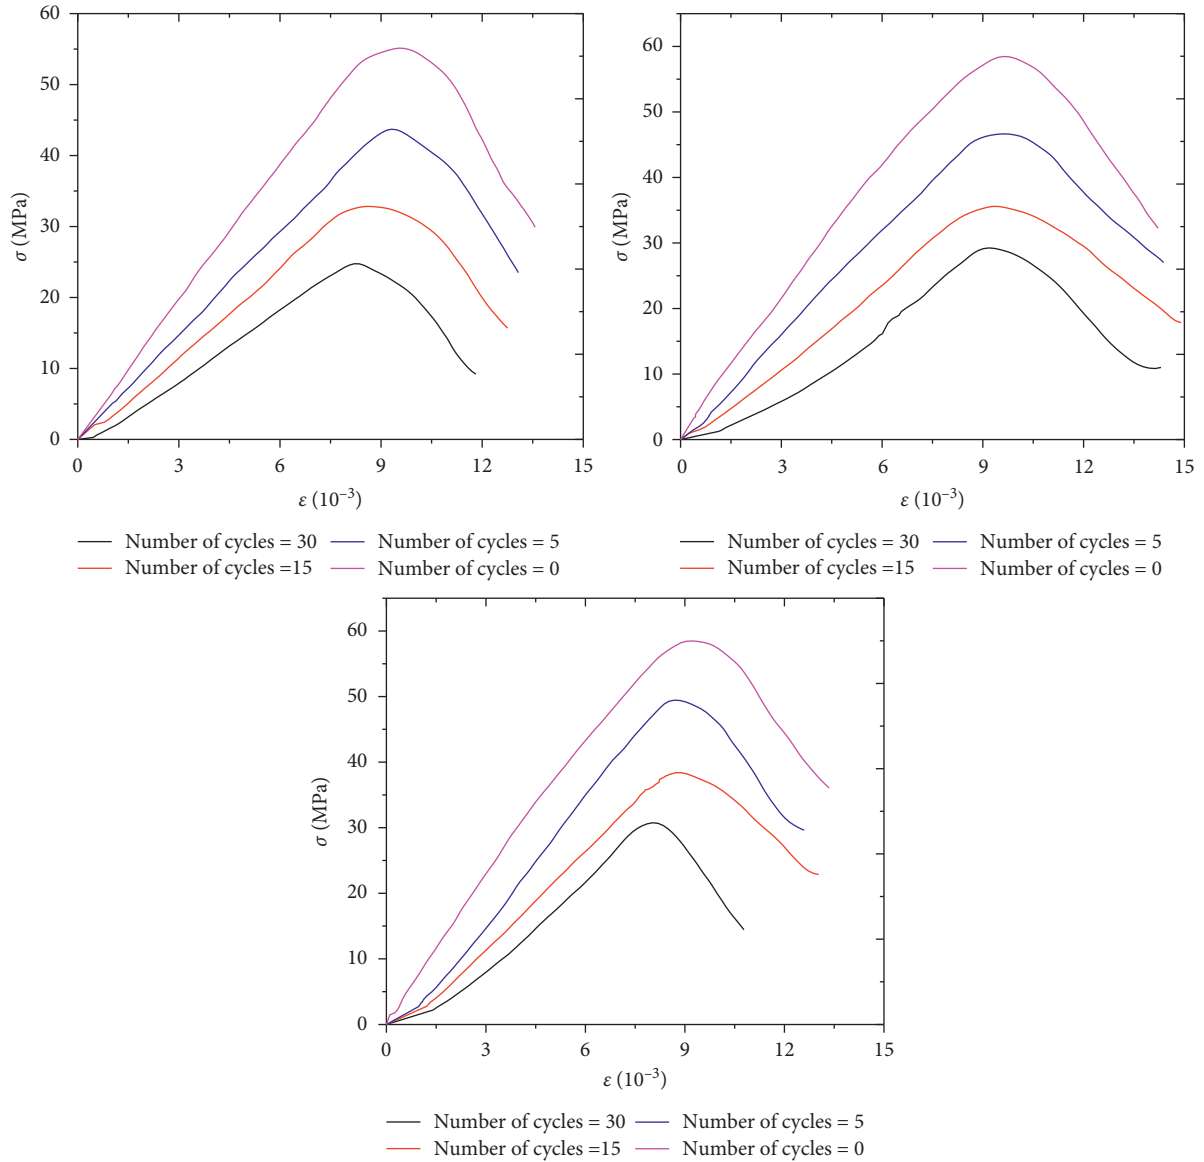 60
50
40
30
20
10
0
σ (MPa)
0 3 6 9 12 15
ε (10⁻³)
Number of cycles = 30 Number of cycles = 5
Number of cycles =15 Number of cycles = 0
60
50
40
30
20
10
0
σ (MPa)
0 3 6 9 12 15
ε (10⁻³)
Number of cycles = 30 Number of cycles = 5
Number of cycles =15 Number of cycles = 0
60
50
40
30
20
10
0
σ (MPa)
0 3 6 9 12 15
ε (10⁻³)
Number of cycles = 30 Number of cycles = 5
Number of cycles =15 Number of cycles = 0